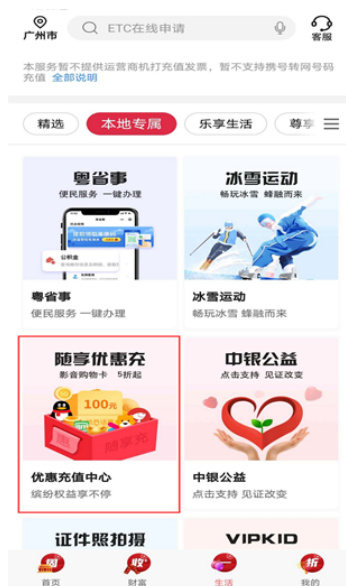 广州市
ETC在线申请
客服
本服务暂不提供运营商机打充值发票，暂不支持携号转网号码
充值 全部说明
精选
本地专属
乐享生活
尊享
粤省事
便民服务 一键办理
公积金
粤省事
便民服务 一键办理
冰雪运动
畅玩冰雪 蜂融而来
冰雪运动
畅玩冰雪 蜂融而来
随享优惠充
影音购物卡 5折起
100元
惠
随享充
优惠充值中心
缤纷权益享不停
中银公益
点击支持 见证改变
中银公益
点击支持 见证改变
证件照拍摄
VIPKID
首页
财富
生活
我的